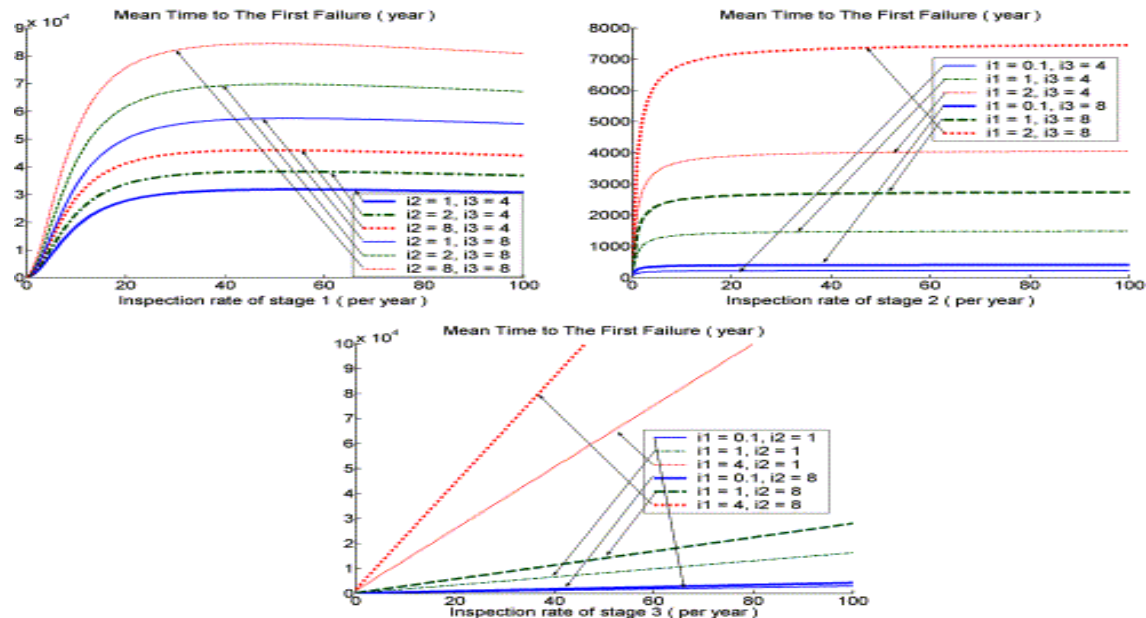 Mean Time to The First Failure ( year )
x 10^4
9
8
7
6
5
4
3
2
1
0
i2 = 1, i3 = 4
i2 = 2, i3 = 4
i2 = 8, i3 = 4
i2 = 1, i3 = 8
i2 = 2, i3 = 8
i2 = 8, i3 = 8
0 20 40 60 80 100
Inspection rate of stage 1 ( per year )
Mean Time to The First Failure ( year )
8000
7000
6000
5000
4000
3000
2000
1000
0
i1 = 0.1, i3 = 4
i1 = 1, i3 = 4
i1 = 2, i3 = 4
i1 = 0.1, i3 = 8
i1 = 1, i3 = 8
i1 = 2, i3 = 8
0 20 40 60 80 100
Inspection rate of stage 2 ( per year )
Mean Time to The First Failure ( year )
x 10^4
10
9
8
7
6
5
4
3
2
1
0
i1 = 0.1, i2 = 1
i1 = 1, i2 = 1
i1 = 4, i2 = 1
i1 = 0.1, i2 = 8
i1 = 1, i2 = 8
i1 = 4, i2 = 8
0 20 40 60 80 100
Inspection rate of stage 3 ( per year )